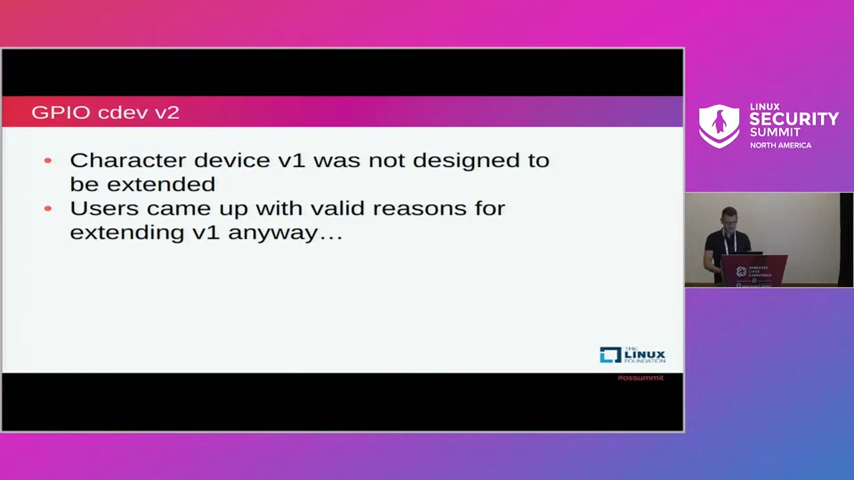 GPIO cdev v2
• Character device v1 was not designed to
be extended
• Users came up with valid reasons for
extending v1 anyway…
THE
LINUX
FOUNDATION
#ossummit
LINUX
SECURITY
SUMMIT
NORTH AMERICA